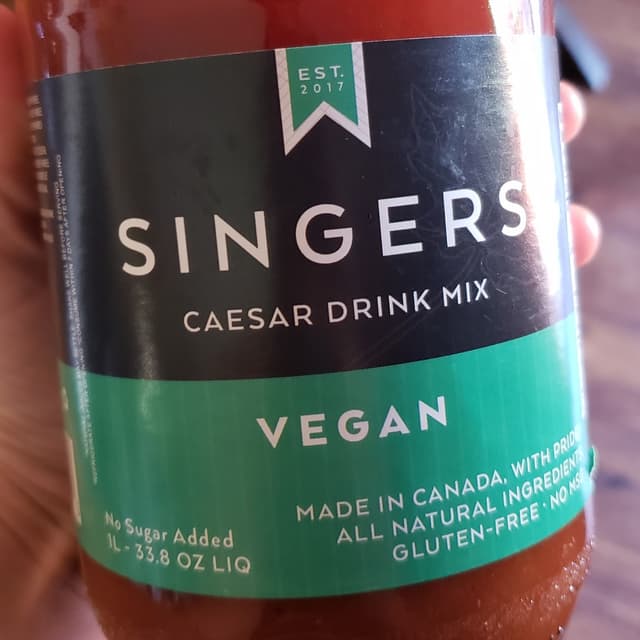 EST.
2017
SINGERS
CAESAR DRINK MIX
VEGAN
No Sugar Added
1L - 33.8 OZ LIQ
MADE IN CANADA, WITH PRIDE
ALL NATURAL INGREDIENTS
GLUTEN-FREE · NO MSG